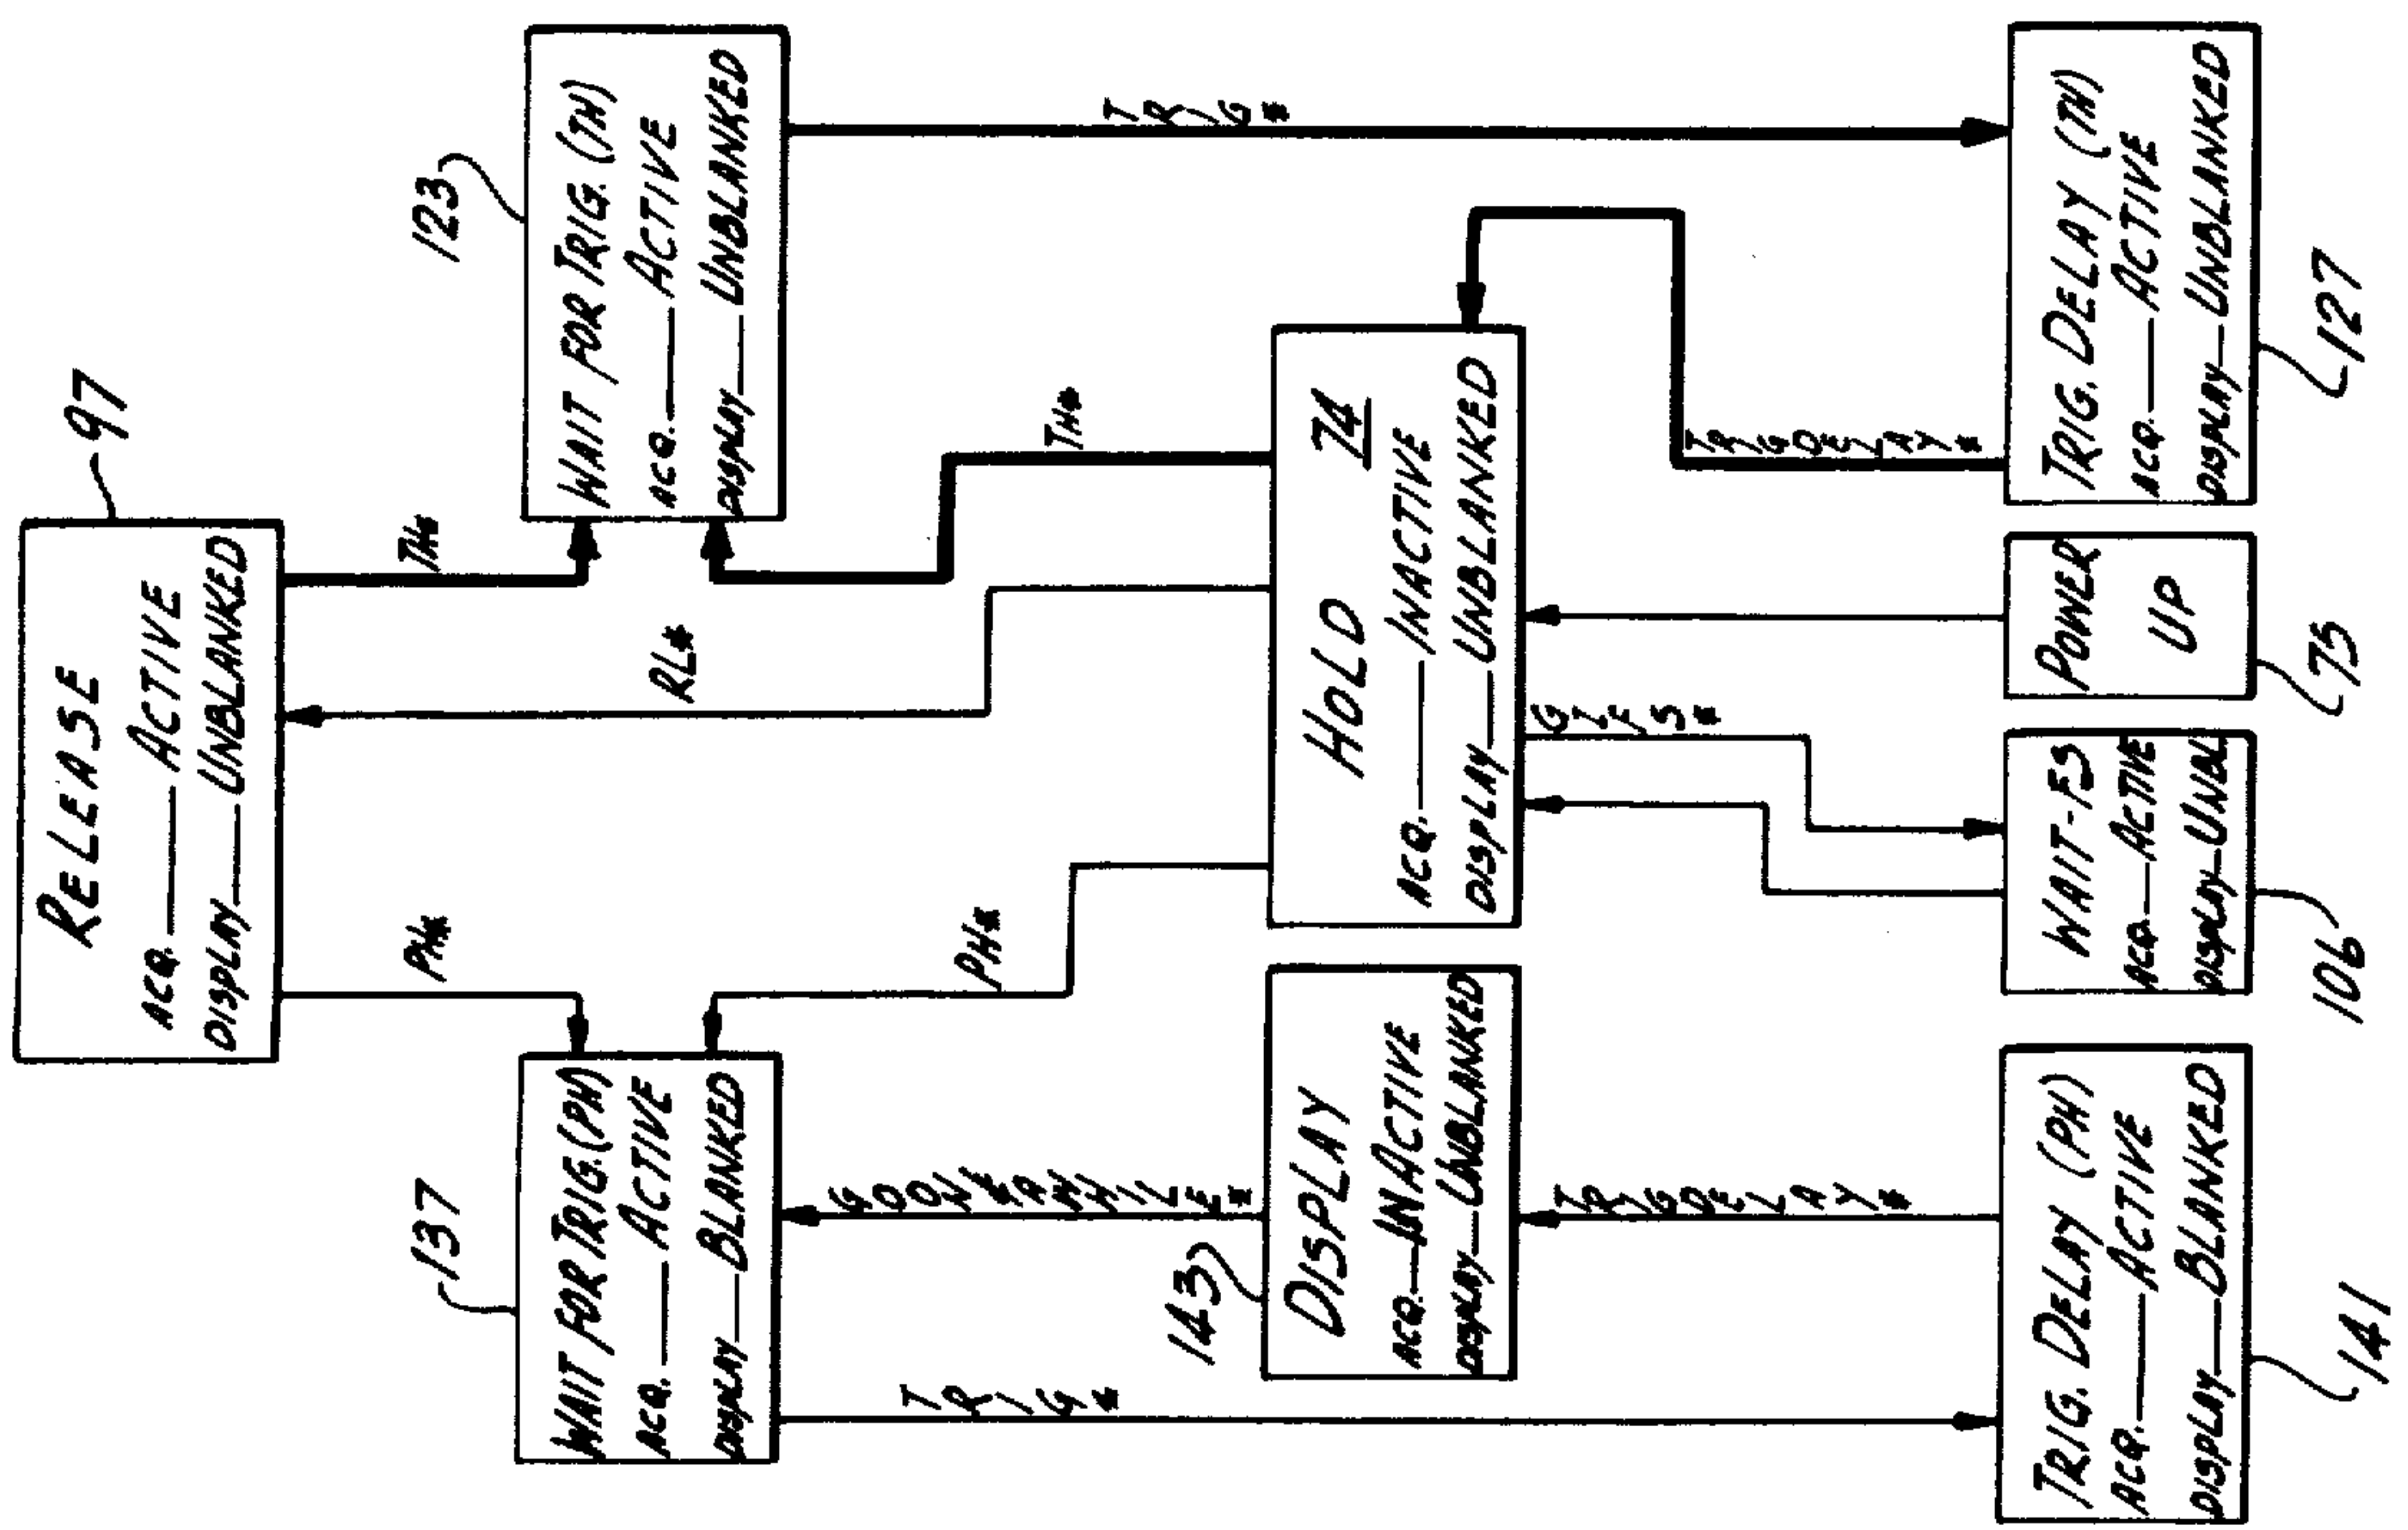 97
RELEASE
ACQ. — ACTIVE
DISPLAY — UNBLANKED
PH*
TH*
137
WAIT FOR TRIG. (PH)
ACQ. — ACTIVE
DISPLAY — BLANKED
123
WAIT FOR TRIG. (TH)
ACQ. — ACTIVE
DISPLAY — UNBLANKED
RL*
PH*
TH*
TRIG*
GOONEAWHILE*
TRIG*
143
DISPLAY
ACQ. — INACTIVE
DISPLAY — UNBLANKED
HOLD 74
ACQ. — INACTIVE
DISPLAY — UNBLANKED
TRIGDELAY*
GTFS*
TRIGDELAY*
TRIG. DELAY (PH)
ACQ. — ACTIVE
DISPLAY — BLANKED
141
WAIT-FS
ACQ. — ACTIVE
DISPLAY — UNBL
106
POWER
UP
75
TRIG. DELAY (TH)
ACQ. — ACTIVE
DISPLAY — UNBLANKED
127